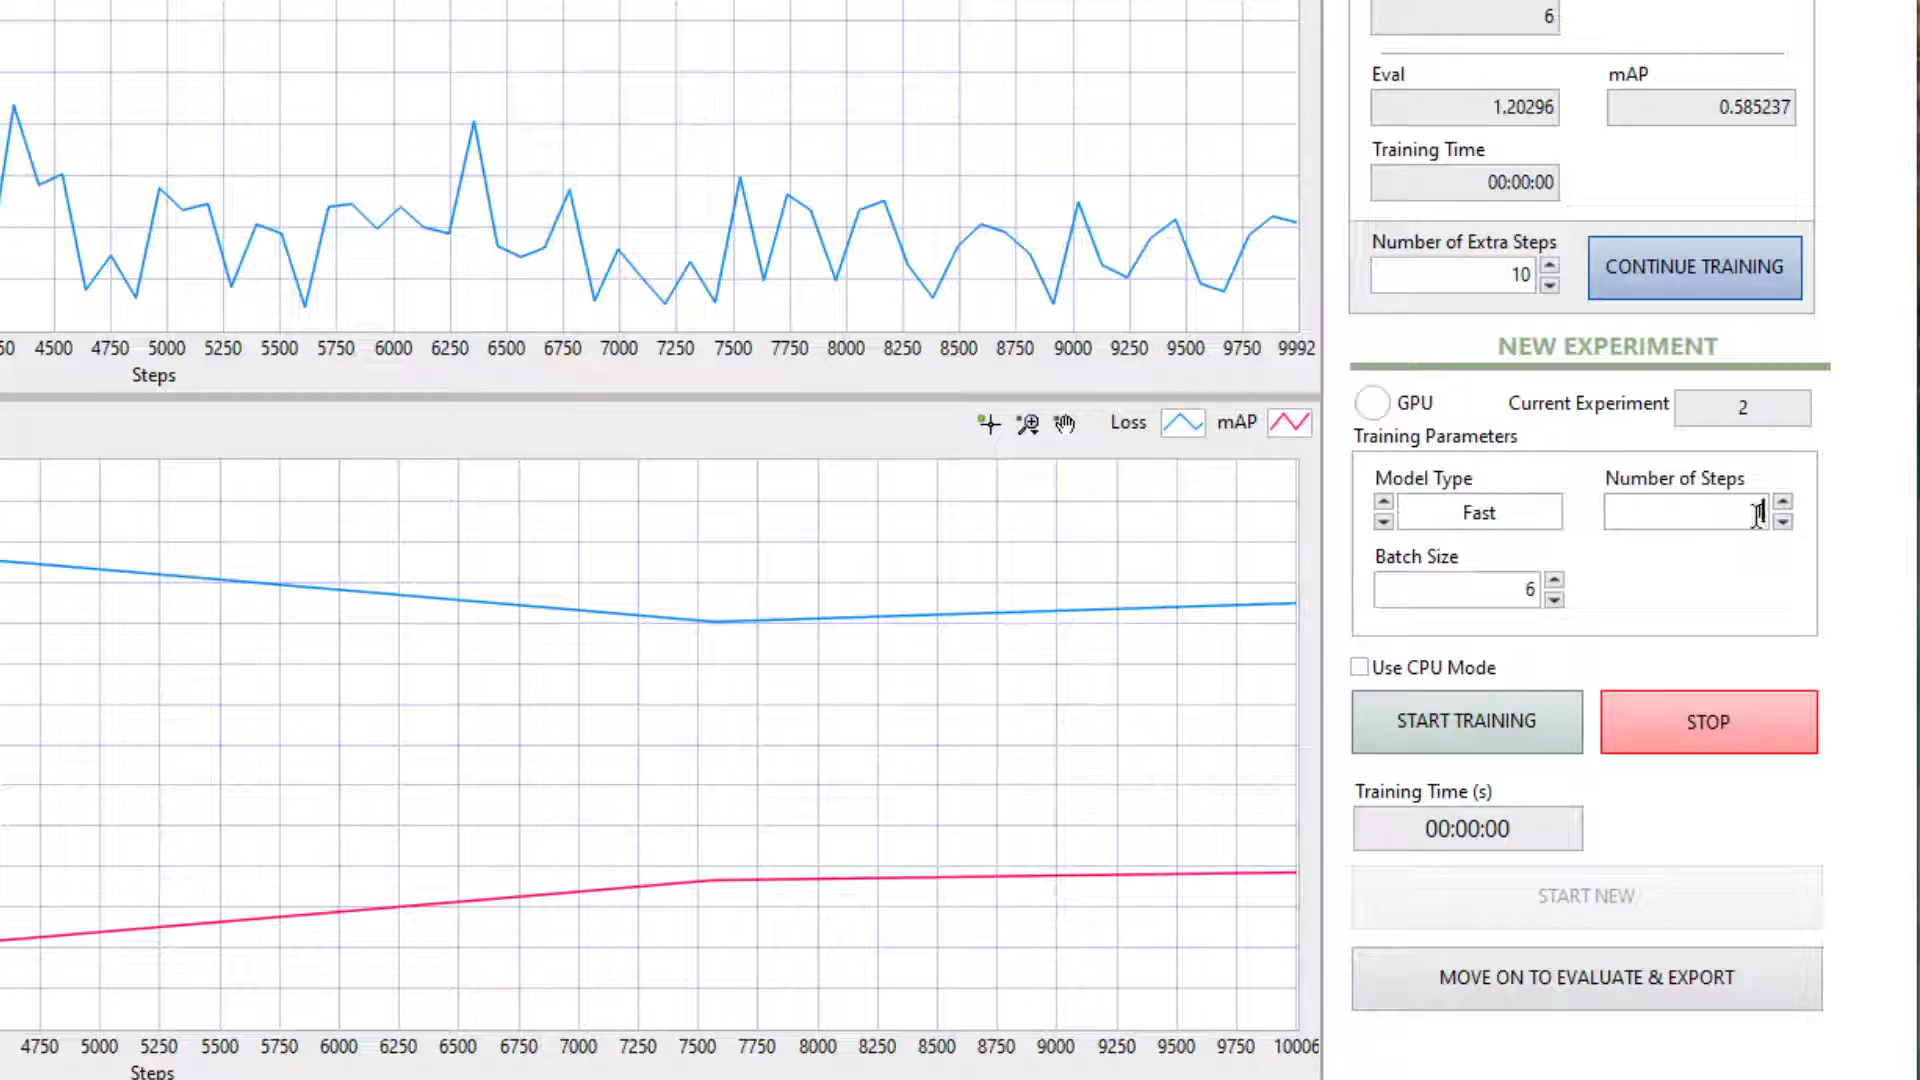 6
Eval mAP
1.20296 0.585237
Training Time
00:00:00
Number of Extra Steps
10 CONTINUE TRAINING
4500 4750 5000 5250 5500 5750 6000 6250 6500 6750 7000 7250 7500 7750 8000 8250 8500 8750 9000 9250 9500 9750 9992
Steps
NEW EXPERIMENT
GPU Current Experiment 2
Loss mAP
Training Parameters
Model Type Number of Steps
Fast
Batch Size
6
Use CPU Mode
START TRAINING STOP
Training Time (s)
00:00:00
START NEW
MOVE ON TO EVALUATE & EXPORT
4750 5000 5250 5500 5750 6000 6250 6500 6750 7000 7250 7500 7750 8000 8250 8500 8750 9000 9250 9500 9750 10006
Steps